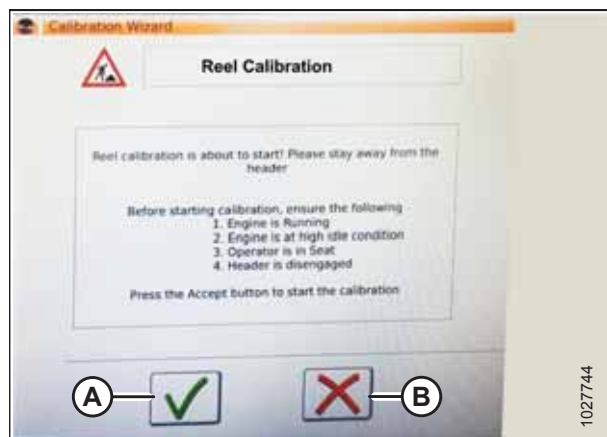 Calibration Wizard
Reel Calibration
Reel calibration is about to start! Please stay away from the
header
Before starting calibration, ensure the following
1. Engine is Running
2. Engine is at high idle condition
3. Operator is in Seat
4. Header is disengaged
Press the Accept button to start the calibration
A
B
1027744